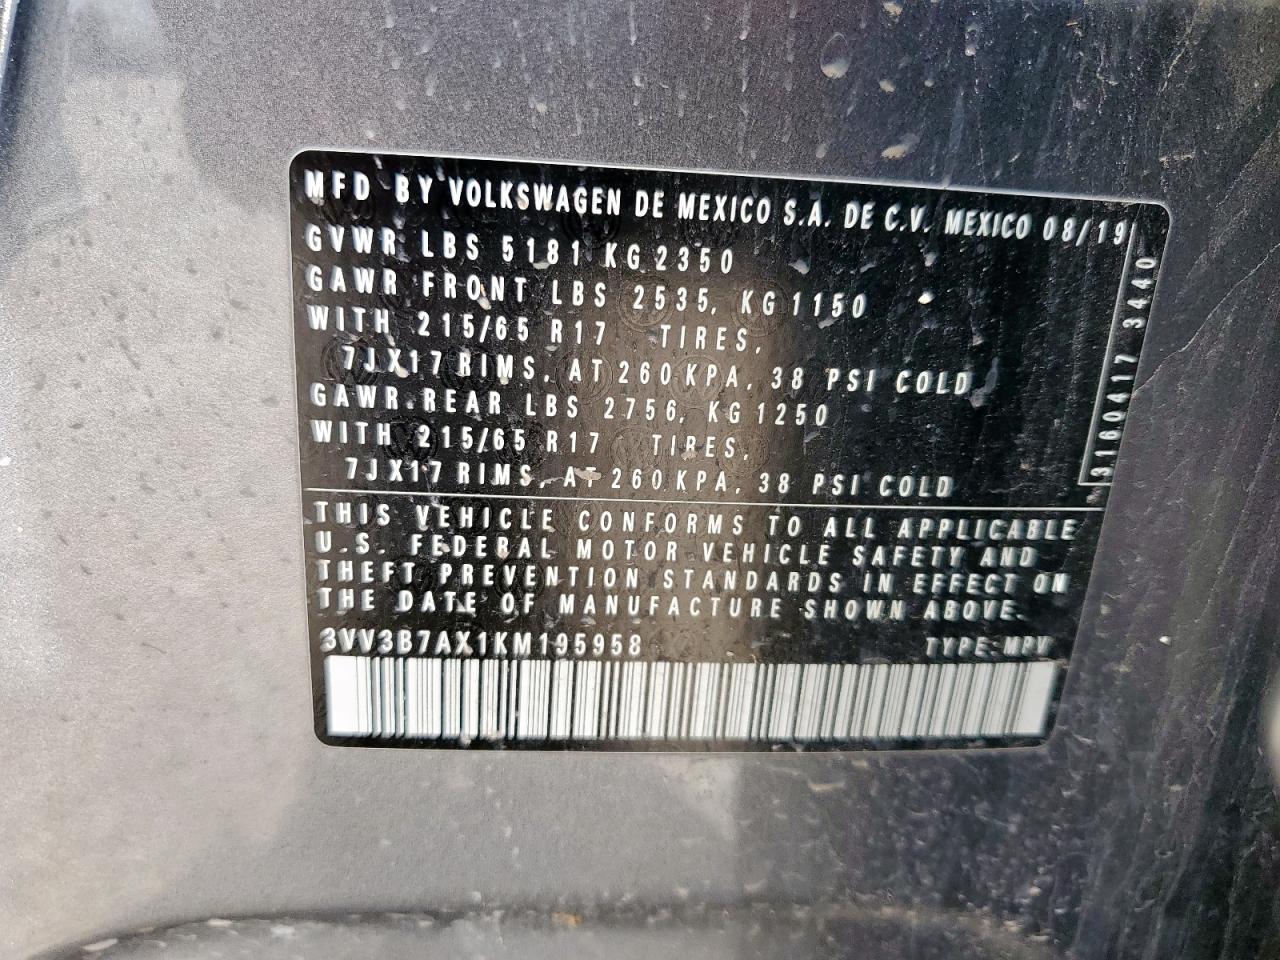 MFD BY VOLKSWAGEN DE MEXICO S.A. DE C.V. MEXICO 08/19
GVWR LBS 5181 KG 2350
GAWR FRONT LBS 2535, KG 1150
WITH 215/65 R17 TIRES,
7JX17 RIMS, AT 260 KPA, 38 PSI COLD
GAWR REAR LBS 2756, KG 1250
WITH 215/65 R17 TIRES,
7JX17 RIMS, AT 260 KPA, 38 PSI COLD
3160417 3440
THIS VEHICLE CONFORMS TO ALL APPLICABLE
U.S. FEDERAL MOTOR VEHICLE SAFETY AND
THEFT PREVENTION STANDARDS IN EFFECT ON
THE DATE OF MANUFACTURE SHOWN ABOVE.
3VV3B7AX1KM195958 TYPE: MPV